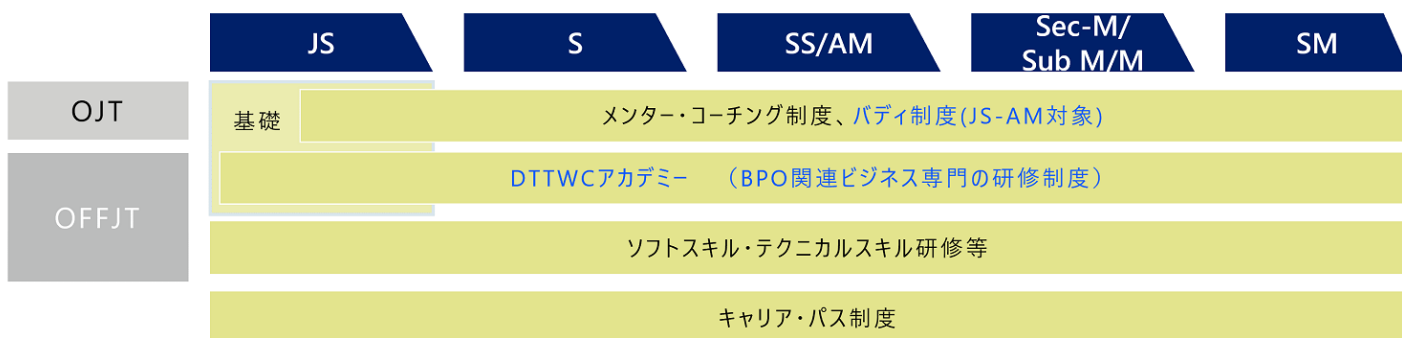 JS
S
SS/AM
Sec-M/
Sub M/M
SM
OJT
基礎
メンター・コーチング制度、バディ制度(JS-AM対象)
DTTWCアカデミー （BPO関連ビジネス専門の研修制度）
OFFJT
ソフトスキル・テクニカルスキル研修等
キャリア・パス制度